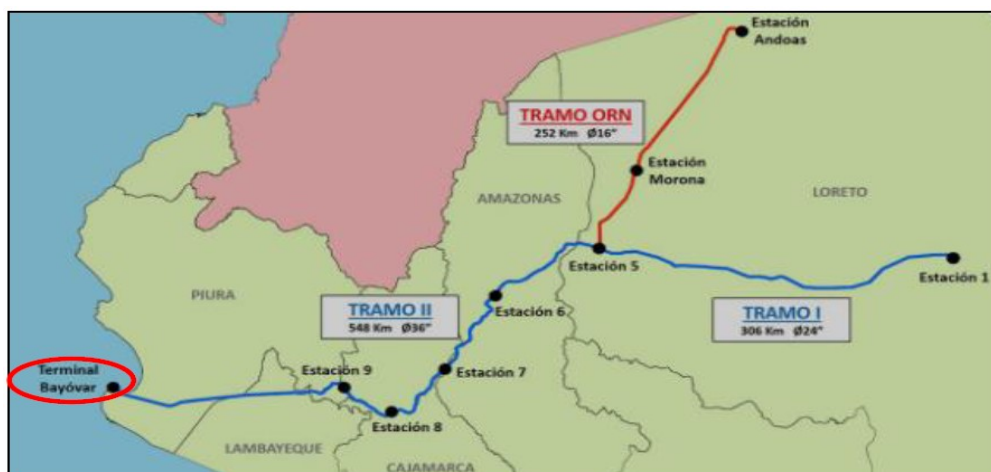 Estación
Andoas
TRAMO ORN
252 Km Ø16"
Estación
Morona
AMAZONAS
LORETO
Estación 5
Estación 1
PIURA
TRAMO II
548 Km Ø36"
Estación 6
TRAMO I
306 Km Ø24"
Terminal
Bayóvar
Estación 9
Estación 7
Estación 8
LAMBAYEQUE
CAJAMARCA